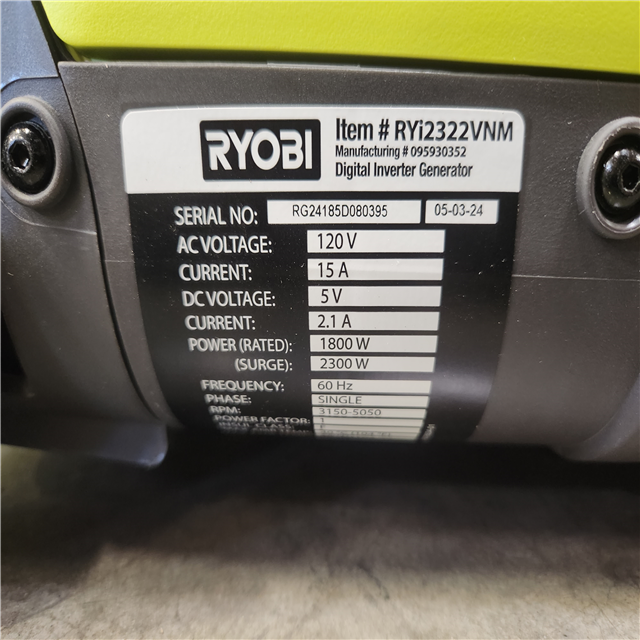 RYOBI
Item # RYi2322VNM
Manufacturing # 095930352
Digital Inverter Generator
SERIAL NO: RG24185D080395 05-03-24
AC VOLTAGE: 120 V
CURRENT: 15 A
DC VOLTAGE: 5 V
CURRENT: 2.1 A
POWER (RATED): 1800 W
(SURGE): 2300 W
FREQUENCY: 60 Hz
PHASE: SINGLE
RPM: 3150-5050
POWER FACTOR: 1
INSUL CLASS: